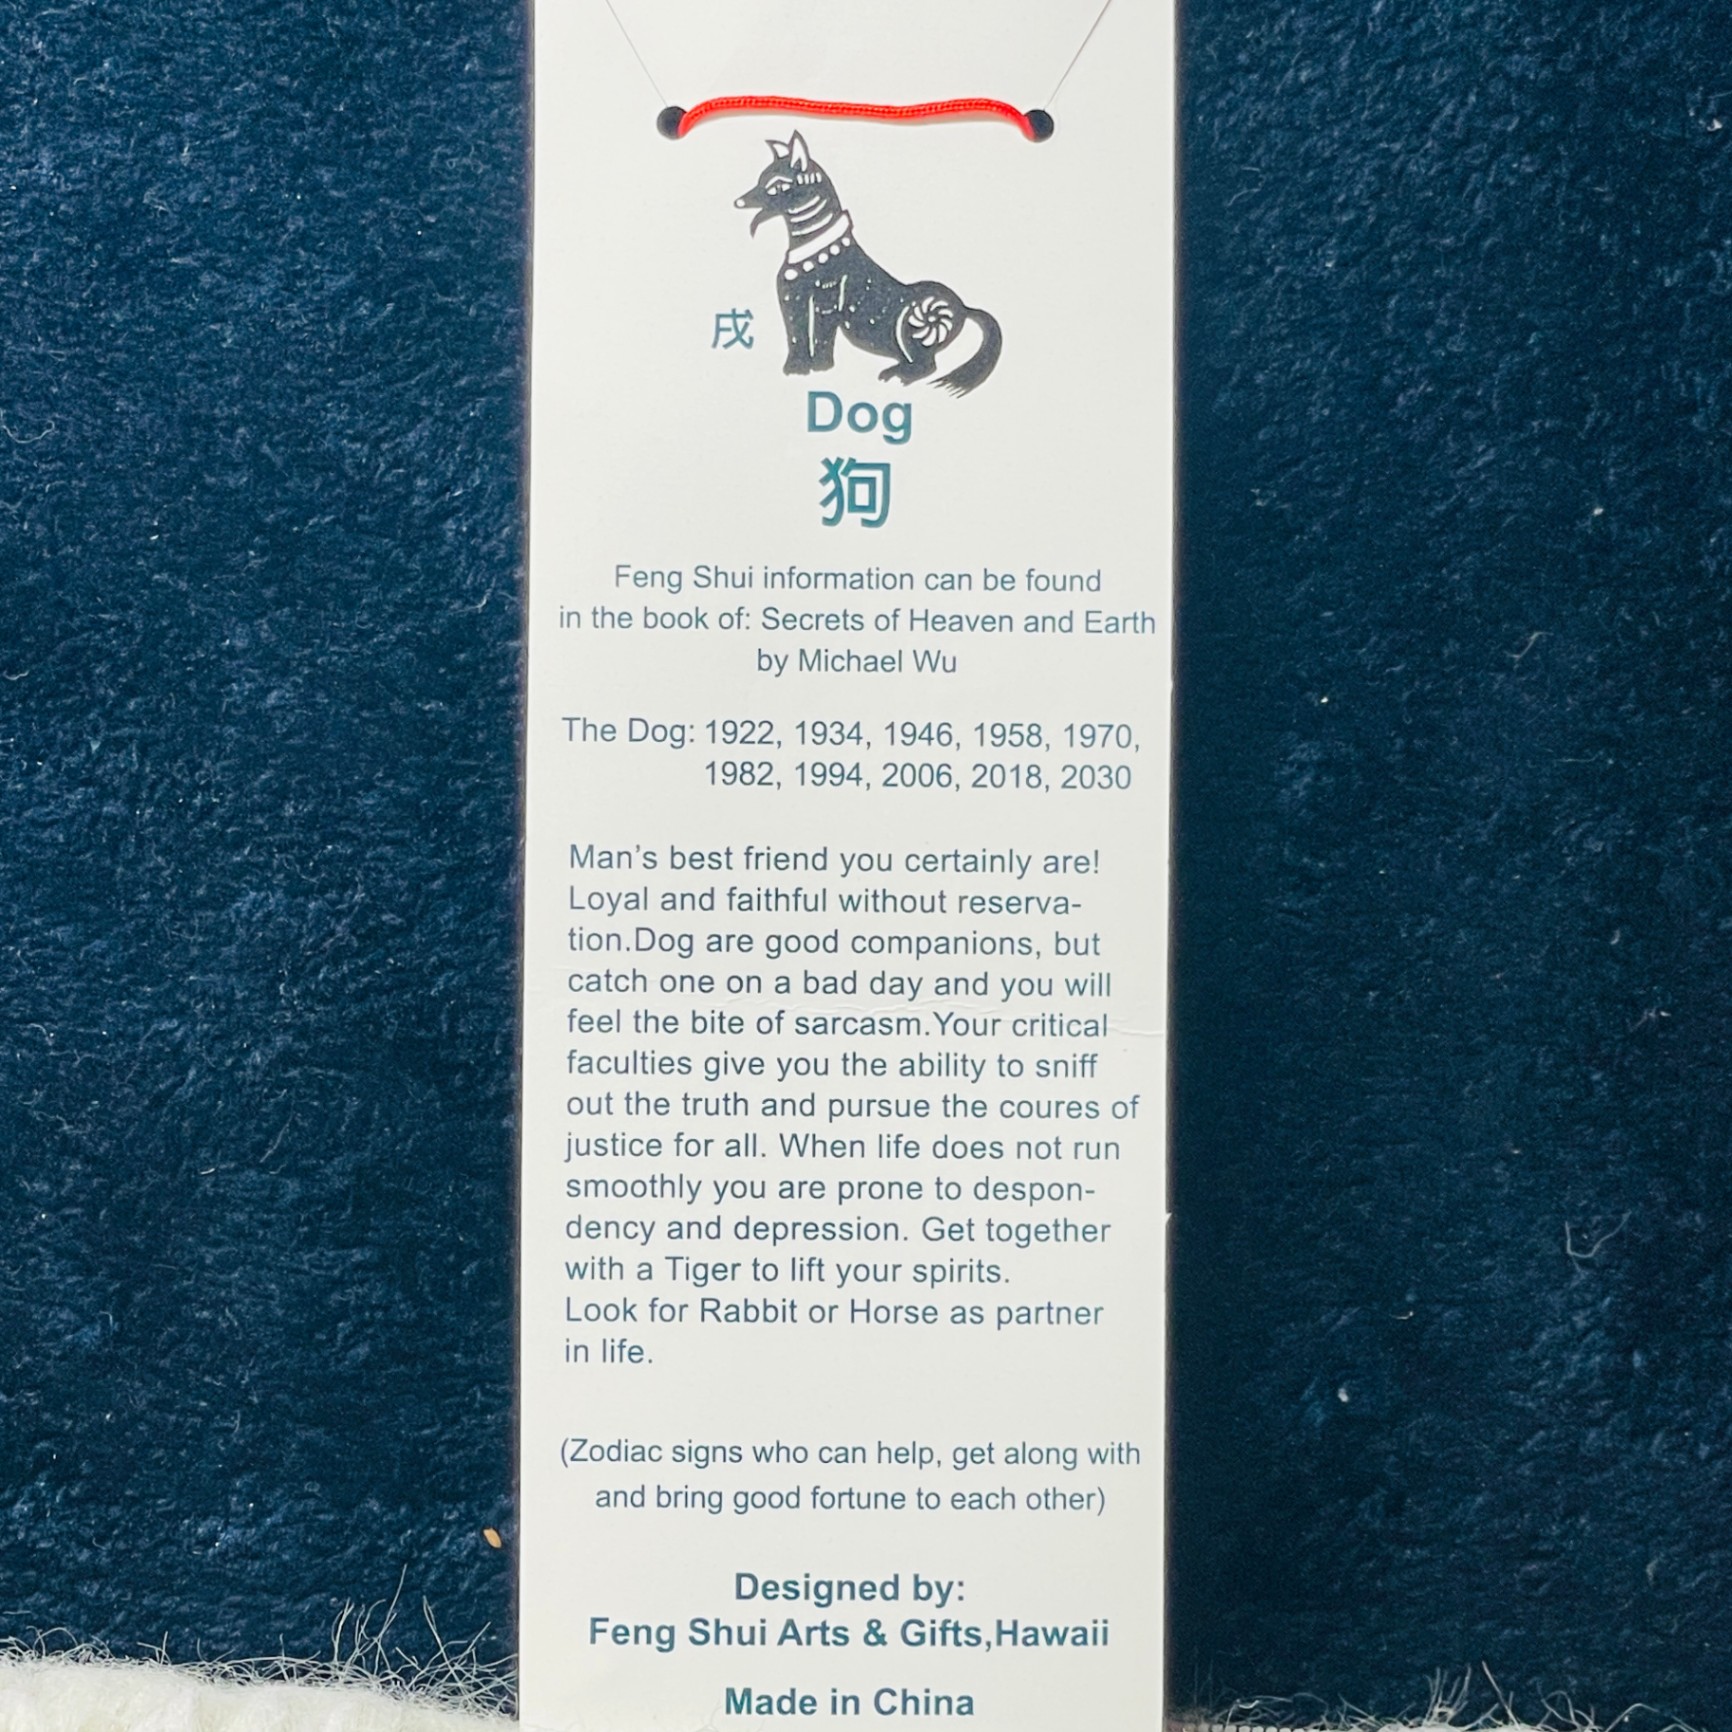 戌
Dog
狗
Feng Shui information can be found
in the book of: Secrets of Heaven and Earth
by Michael Wu
The Dog: 1922, 1934, 1946, 1958, 1970,
1982, 1994, 2006, 2018, 2030
Man's best friend you certainly are!
Loyal and faithful without reserva-
tion.Dog are good companions, but
catch one on a bad day and you will
feel the bite of sarcasm.Your critical
faculties give you the ability to sniff
out the truth and pursue the coures of
justice for all. When life does not run
smoothly you are prone to despon-
dency and depression. Get together
with a Tiger to lift your spirits.
Look for Rabbit or Horse as partner
in life.
(Zodiac signs who can help, get along with
and bring good fortune to each other)
Designed by:
Feng Shui Arts & Gifts,Hawaii
Made in China